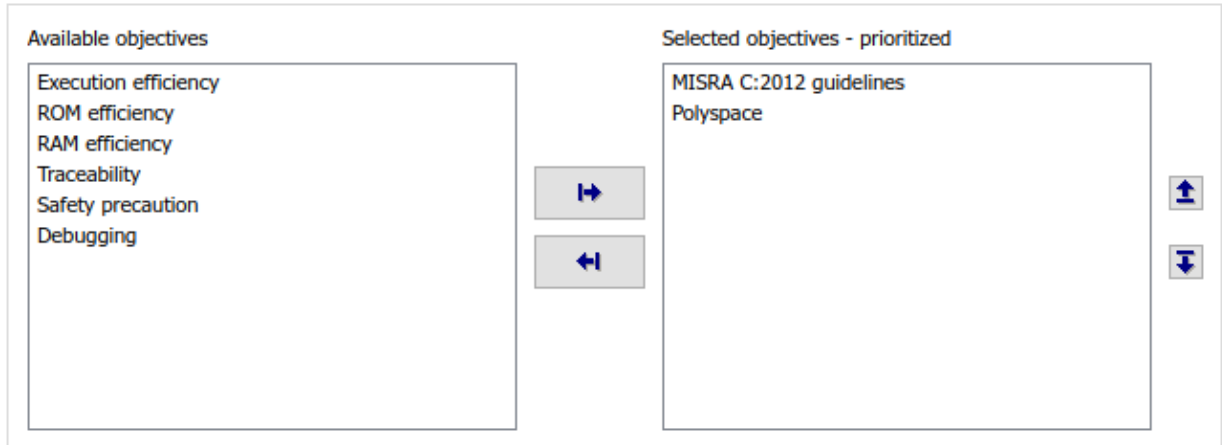 Available objectives
Execution efficiency
ROM efficiency
RAM efficiency
Traceability
Safety precaution
Debugging
Selected objectives - prioritized
MISRA C:2012 guidelines
Polyspace